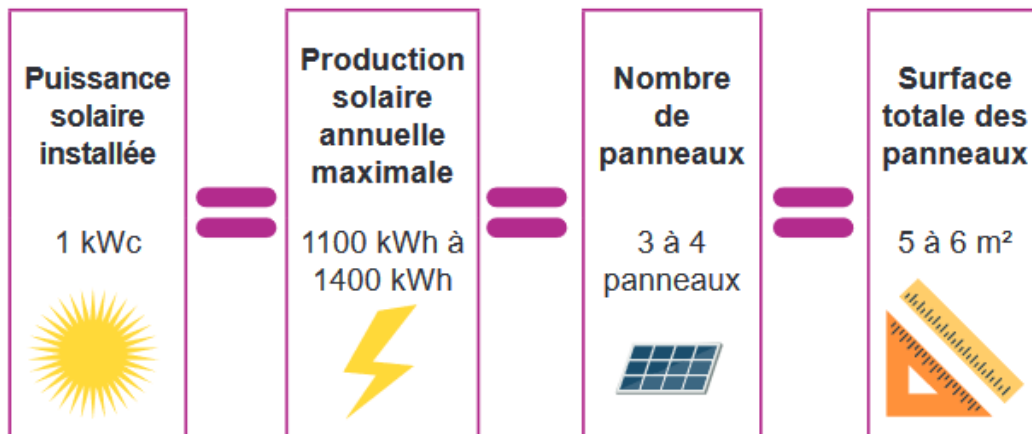 Puissance
solaire
installée
1 kWc
Production
solaire
annuelle
maximale
1100 kWh à
1400 kWh
Nombre
de
panneaux
3 à 4
panneaux
Surface
totale des
panneaux
5 à 6 m²